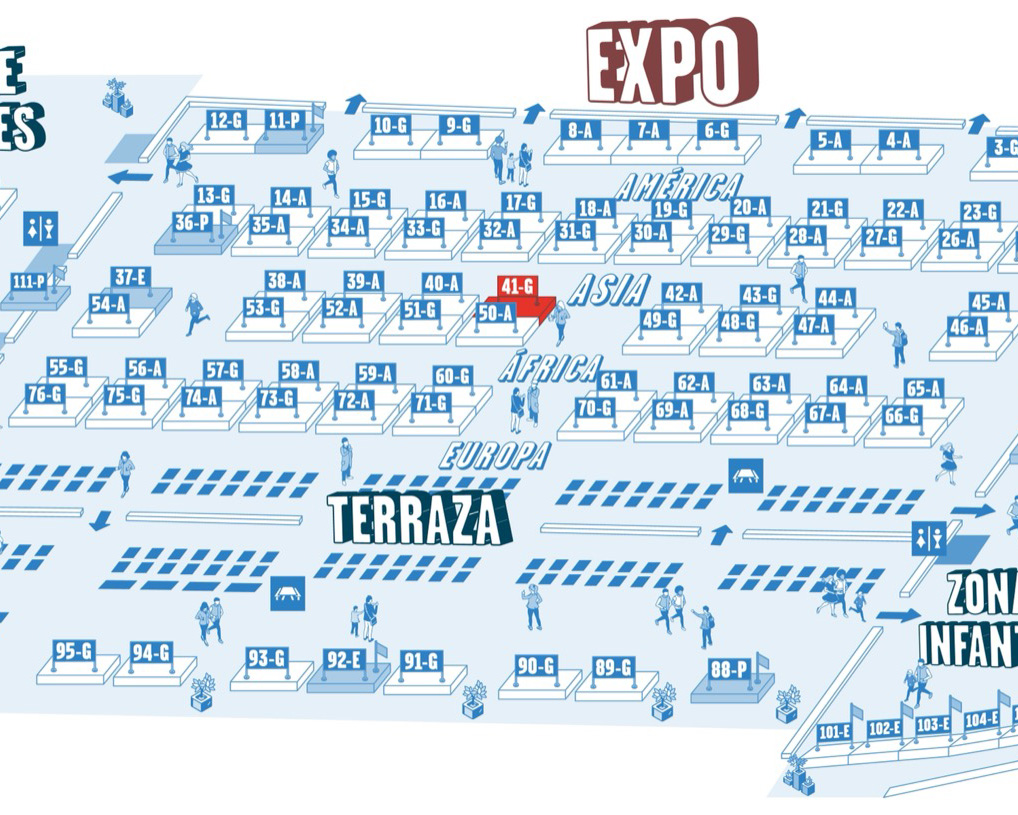 E
ES
EXPO
12-G 11-P 10-G 9-G 8-A 7-A 6-G 5-A 4-A 3-G
AMÉRICA
13-G 14-A 15-G 16-A 17-G 18-A 19-G 20-A 21-G 22-A 23-G
36-P 35-A 34-A 33-G 32-A 31-G 30-A 29-G 28-A 27-G 26-A
ASIA
111-P 37-E 38-A 39-A 40-A 41-G 42-A 43-G 44-A 45-A
54-A 53-G 52-A 51-G 50-A 49-G 48-G 47-A 46-A
ÁFRICA
55-G 56-A 57-G 58-A 59-A 60-G 61-A 62-A 63-A 64-A 65-A
76-G 75-G 74-A 73-G 72-A 71-G 70-G 69-A 68-G 67-A 66-G
EUROPA
TERRAZA
ZONA
INFANT
95-G 94-G 93-G 92-E 91-G 90-G 89-G 88-P
101-E 102-E 103-E 104-E